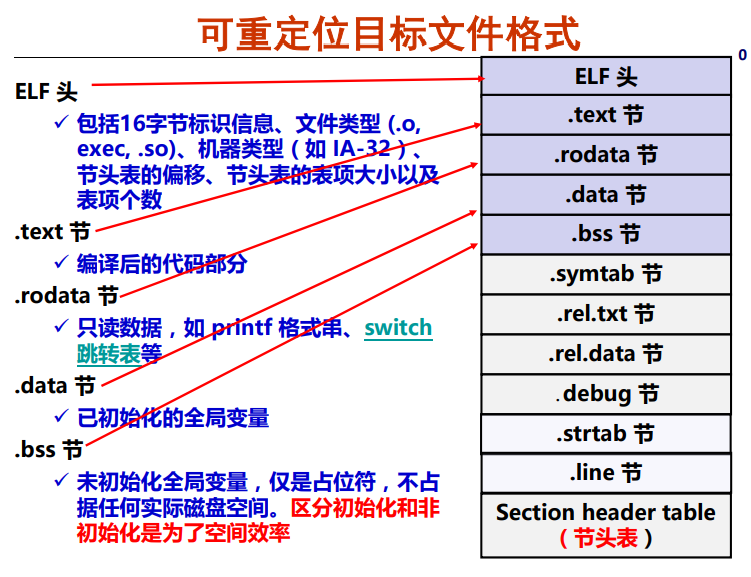 可重定位目标文件格式
ELF 头
✓ 包括16字节标识信息、文件类型 (.o,
exec, .so)、机器类型（如 IA-32）、
节头表的偏移、节头表的表项大小以及
表项个数
.text 节
✓ 编译后的代码部分
.rodata 节
✓ 只读数据，如 printf 格式串、switch
跳转表等
.data 节
✓ 已初始化的全局变量
.bss 节
✓ 未初始化全局变量，仅是占位符，不占
据任何实际磁盘空间。区分初始化和非
初始化是为了空间效率
0
ELF 头
.text 节
.rodata 节
.data 节
.bss 节
.symtab 节
.rel.txt 节
.rel.data 节
.debug 节
.strtab 节
.line 节
Section header table
（节头表）